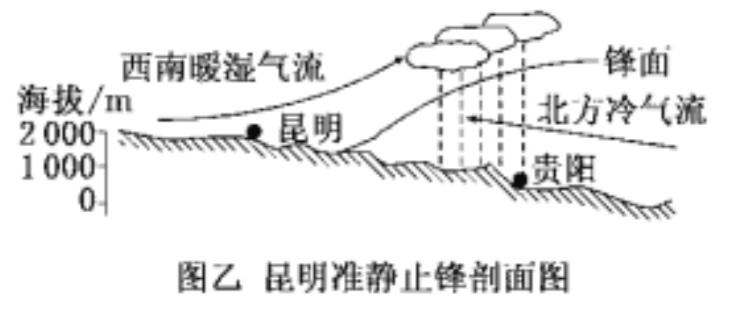 西南暖湿气流
锋面
海拔/m
北方冷气流
2 000
昆明
1 000
贵阳
0
图乙 昆明准静止锋剖面图